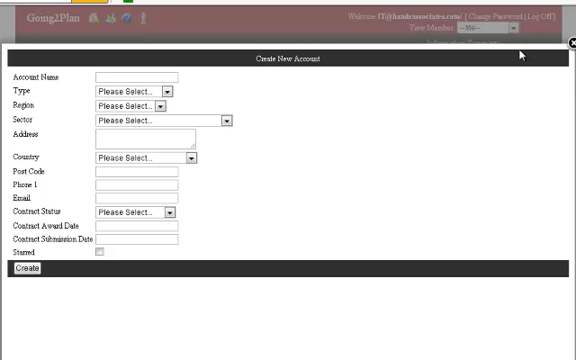 Going2Plan
Welcome IT@handsassociates.com/ [ Change Password | Log Off ]
View Member --Me--
Create New Account
Account Name
Type Please Select...
Region Please Select...
Sector Please Select...
Address
Country Please Select...
Post Code
Phone 1
Email
Contract Status Please Select...
Contract Award Date
Contract Submission Date
Starred
Create